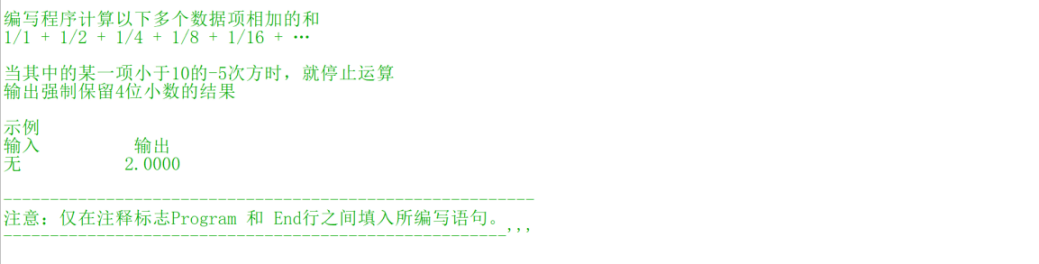 编写程序计算以下多个数据项相加的和
1/1 + 1/2 + 1/4 + 1/8 + 1/16 + …
当其中的某一项小于10的-5次方时，就停止运算
输出强制保留4位小数的结果
示例
输入 输出
无 2.0000
---------------------------------------------------------
注意：仅在注释标志Program 和 End行之间填入所编写语句。
------------------------------------------------------'''